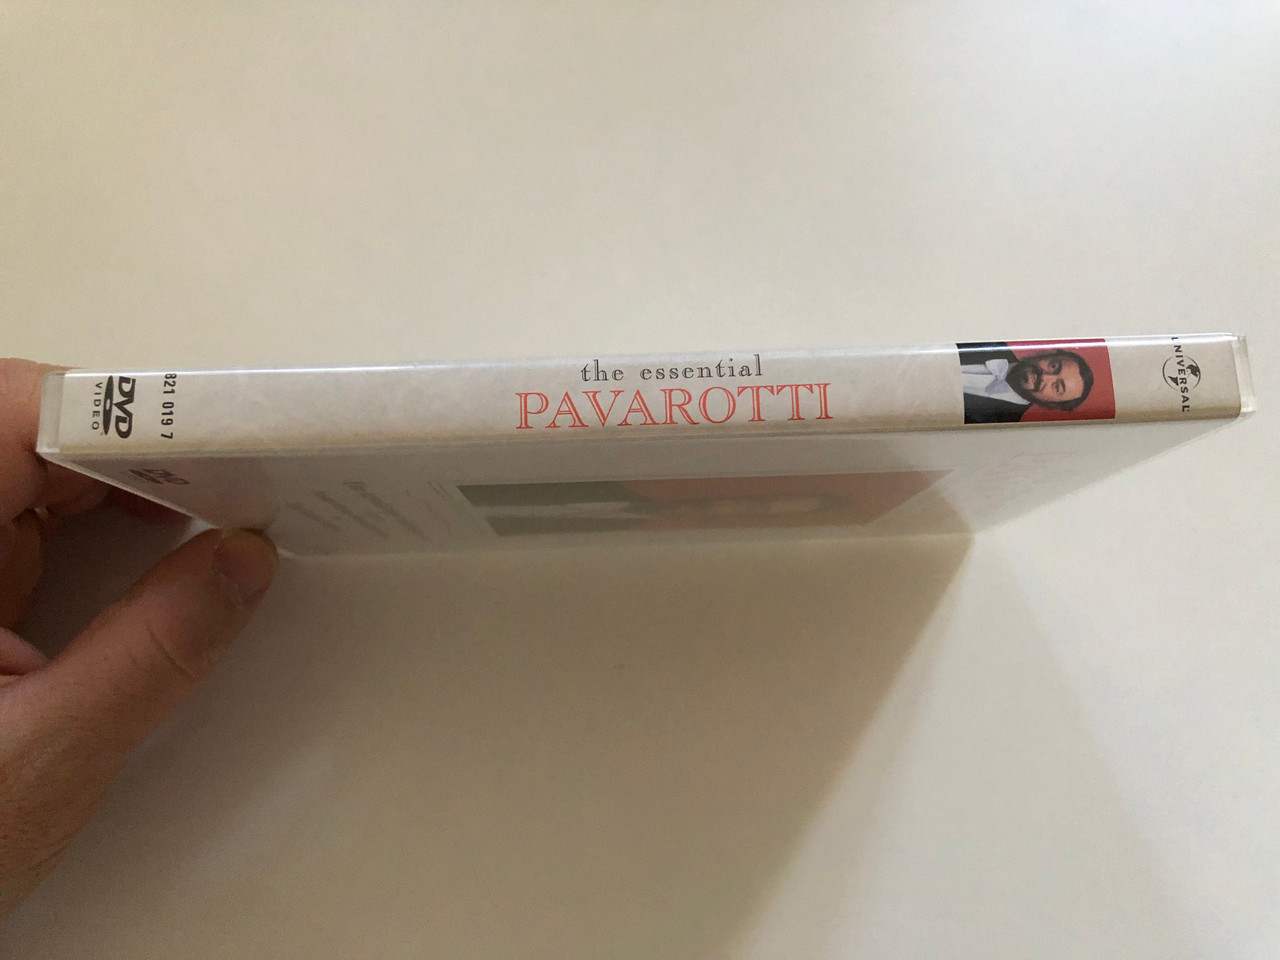 DVD
VIDEO
821 019 7
the essential
PAVAROTTI
UNIVERSAL